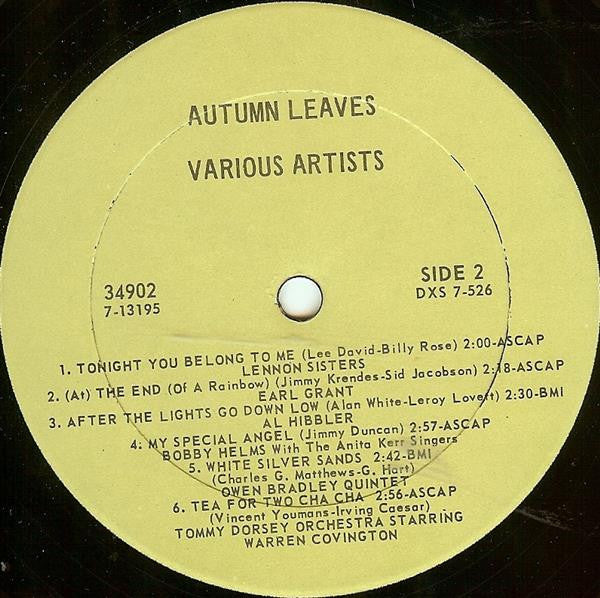 AUTUMN LEAVES
VARIOUS ARTISTS
34902
7-13195
SIDE 2
DXS 7-526
1. TONIGHT YOU BELONG TO ME (Lee David-Billy Rose) 2:00-ASCAP
LENNON SISTERS
2. (At) THE END (Of A Rainbow) (Jimmy Krendes-Sid Jacobson) 2:18-ASCAP
EARL GRANT
3. AFTER THE LIGHTS GO DOWN LOW (Alan White-Leroy Lovett) 2:30-BMI
AL HIBBLER
4. MY SPECIAL ANGEL (Jimmy Duncan) 2:57-ASCAP
BOBBY HELMS With The Anita Kerr Singers
5. WHITE SILVER SANDS 2:42-BMI
(Charles G. Matthews-G. Hart)
OWEN BRADLEY QUINTET
6. TEA FOR TWO CHA CHA 2:56-ASCAP
(Vincent Youmans-Irving Caesar)
TOMMY DORSEY ORCHESTRA STARRING
WARREN COVINGTON